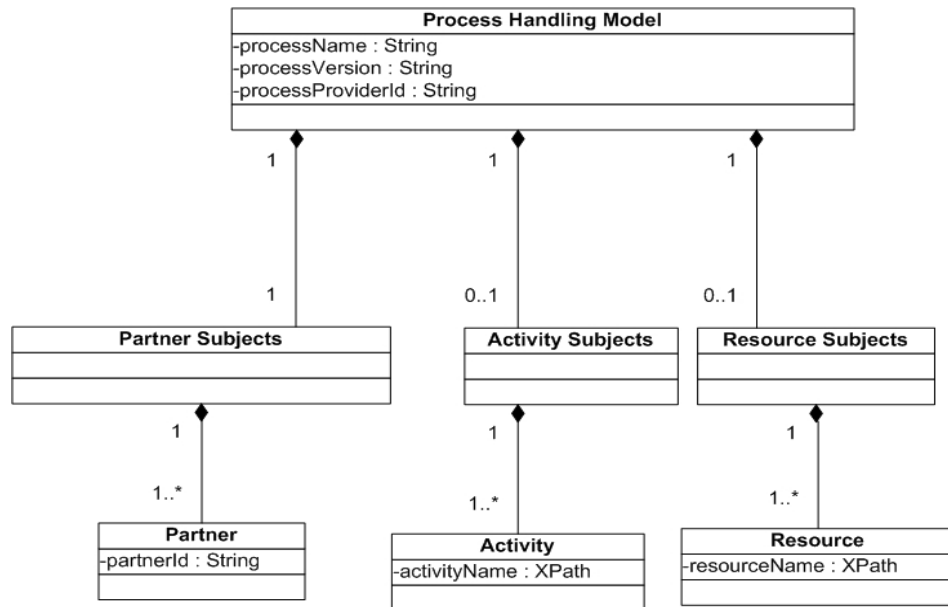 Process Handling Model
-processName : String
-processVersion : String
-processProviderId : String
1 1 1
1 0..1 0..1
Partner Subjects Activity Subjects Resource Subjects
1 1 1
1..* 1..* 1..*
Partner
-partnerId : String
Activity
-activityName : XPath
Resource
-resourceName : XPath